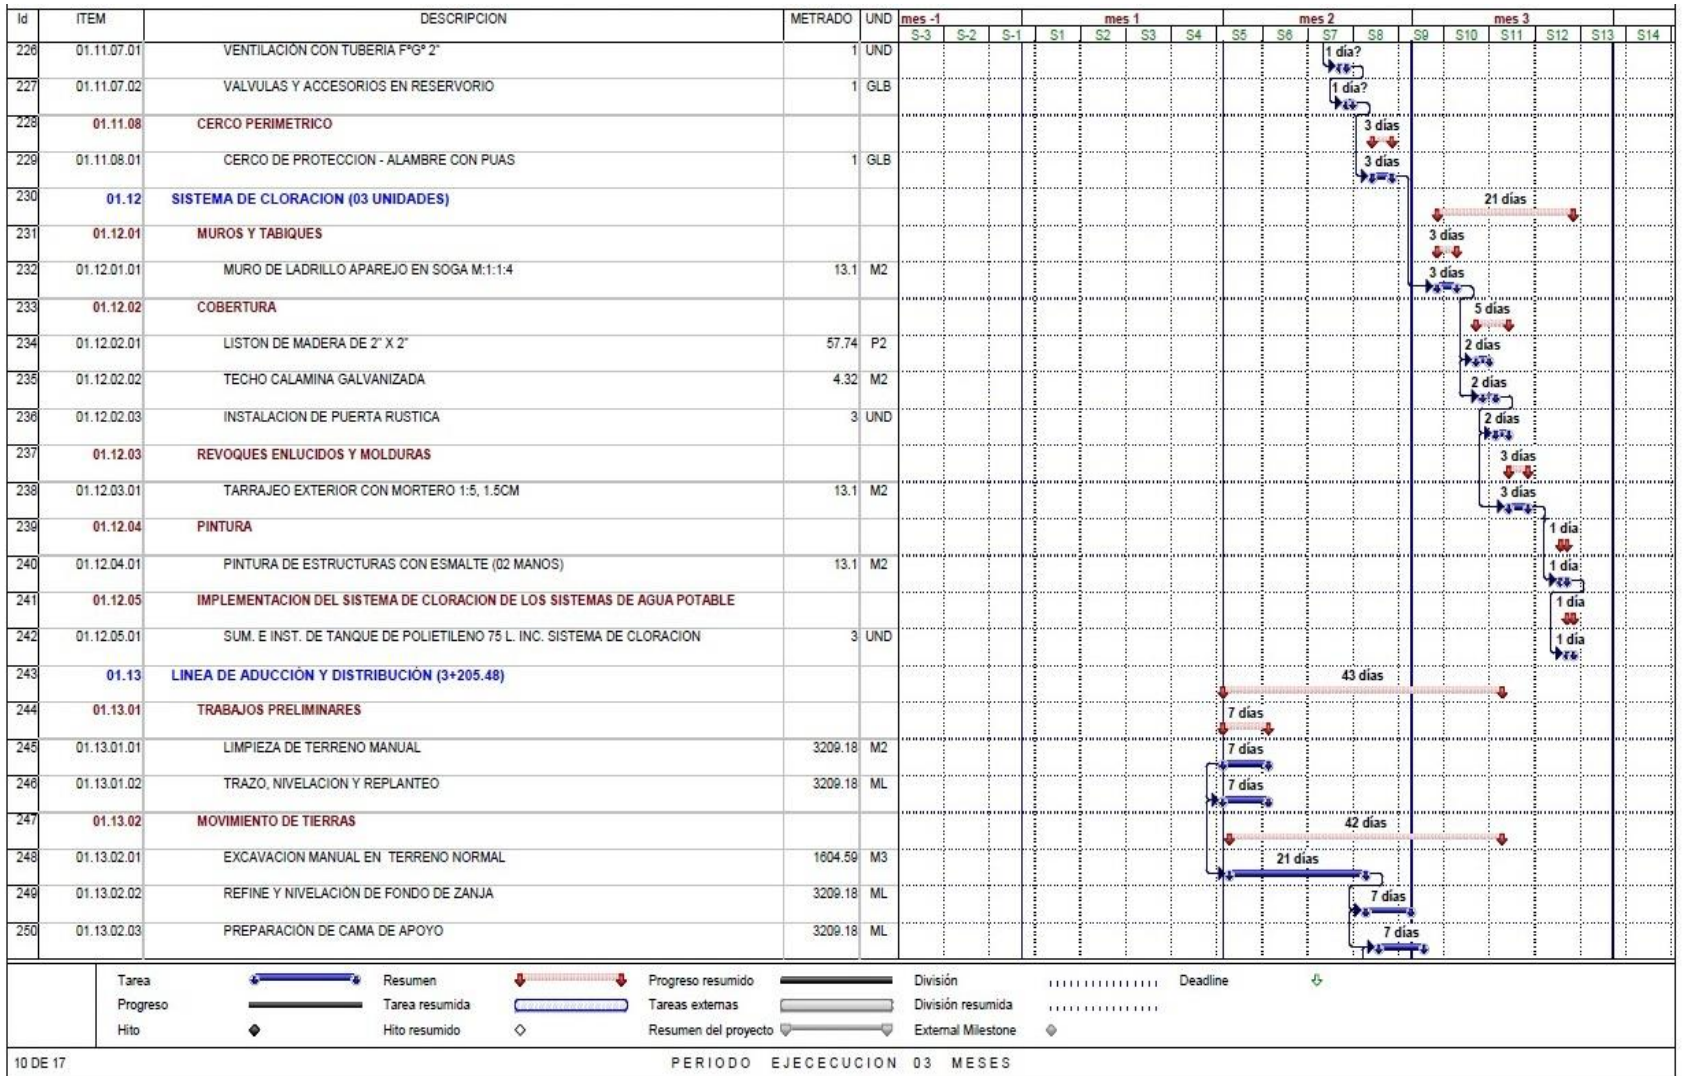 Id ITEM DESCRIPCION METRADO UND mes -1 mes 1 mes 2 mes 3
S-3 S-2 S-1 S1 S2 S3 S4 S5 S6 S7 S8 S9 S10 S11 S12 S13 S14
226 01.11.07.01 VENTILACIÓN CON TUBERIA FºGº 2" 1 UND 1 día?
227 01.11.07.02 VALVULAS Y ACCESORIOS EN RESERVORIO 1 GLB 1 día?
228 01.11.08 CERCO PERIMETRICO 3 días
229 01.11.08.01 CERCO DE PROTECCION - ALAMBRE CON PUAS 1 GLB 3 días
230 01.12 SISTEMA DE CLORACION (03 UNIDADES) 21 días
231 01.12.01 MUROS Y TABIQUES 3 días
232 01.12.01.01 MURO DE LADRILLO APAREJO EN SOGA M:1:1:4 13.1 M2 3 días
233 01.12.02 COBERTURA 5 días
234 01.12.02.01 LISTON DE MADERA DE 2" X 2" 57.74 P2 2 días
235 01.12.02.02 TECHO CALAMINA GALVANIZADA 4.32 M2 2 días
236 01.12.02.03 INSTALACION DE PUERTA RUSTICA 3 UND 2 días
237 01.12.03 REVOQUES ENLUCIDOS Y MOLDURAS 3 días
238 01.12.03.01 TARRAJEO EXTERIOR CON MORTERO 1:5, 1.5CM 13.1 M2 3 días
239 01.12.04 PINTURA 1 día
240 01.12.04.01 PINTURA DE ESTRUCTURAS CON ESMALTE (02 MANOS) 13.1 M2 1 día
241 01.12.05 IMPLEMENTACION DEL SISTEMA DE CLORACION DE LOS SISTEMAS DE AGUA POTABLE 1 día
242 01.12.05.01 SUM. E INST. DE TANQUE DE POLIETILENO 75 L. INC. SISTEMA DE CLORACION 3 UND 1 día
243 01.13 LINEA DE ADUCCIÓN Y DISTRIBUCIÓN (3+205.48) 43 días
244 01.13.01 TRABAJOS PRELIMINARES 7 días
245 01.13.01.01 LIMPIEZA DE TERRENO MANUAL 3209.18 M2 7 días
246 01.13.01.02 TRAZO, NIVELACION Y REPLANTEO 3209.18 ML 7 días
247 01.13.02 MOVIMIENTO DE TIERRAS 42 días
248 01.13.02.01 EXCAVACION MANUAL EN TERRENO NORMAL 1604.59 M3 21 días
249 01.13.02.02 REFINE Y NIVELACIÓN DE FONDO DE ZANJA 3209.18 ML 7 días
250 01.13.02.03 PREPARACIÓN DE CAMA DE APOYO 3209.18 ML 7 días
Tarea Resumen Progreso resumido División Deadline
Progreso Tarea resumida Tareas externas División resumida
Hito Hito resumido Resumen del proyecto External Milestone
10 DE 17 PERIODO EJECECUCION 03 MESES